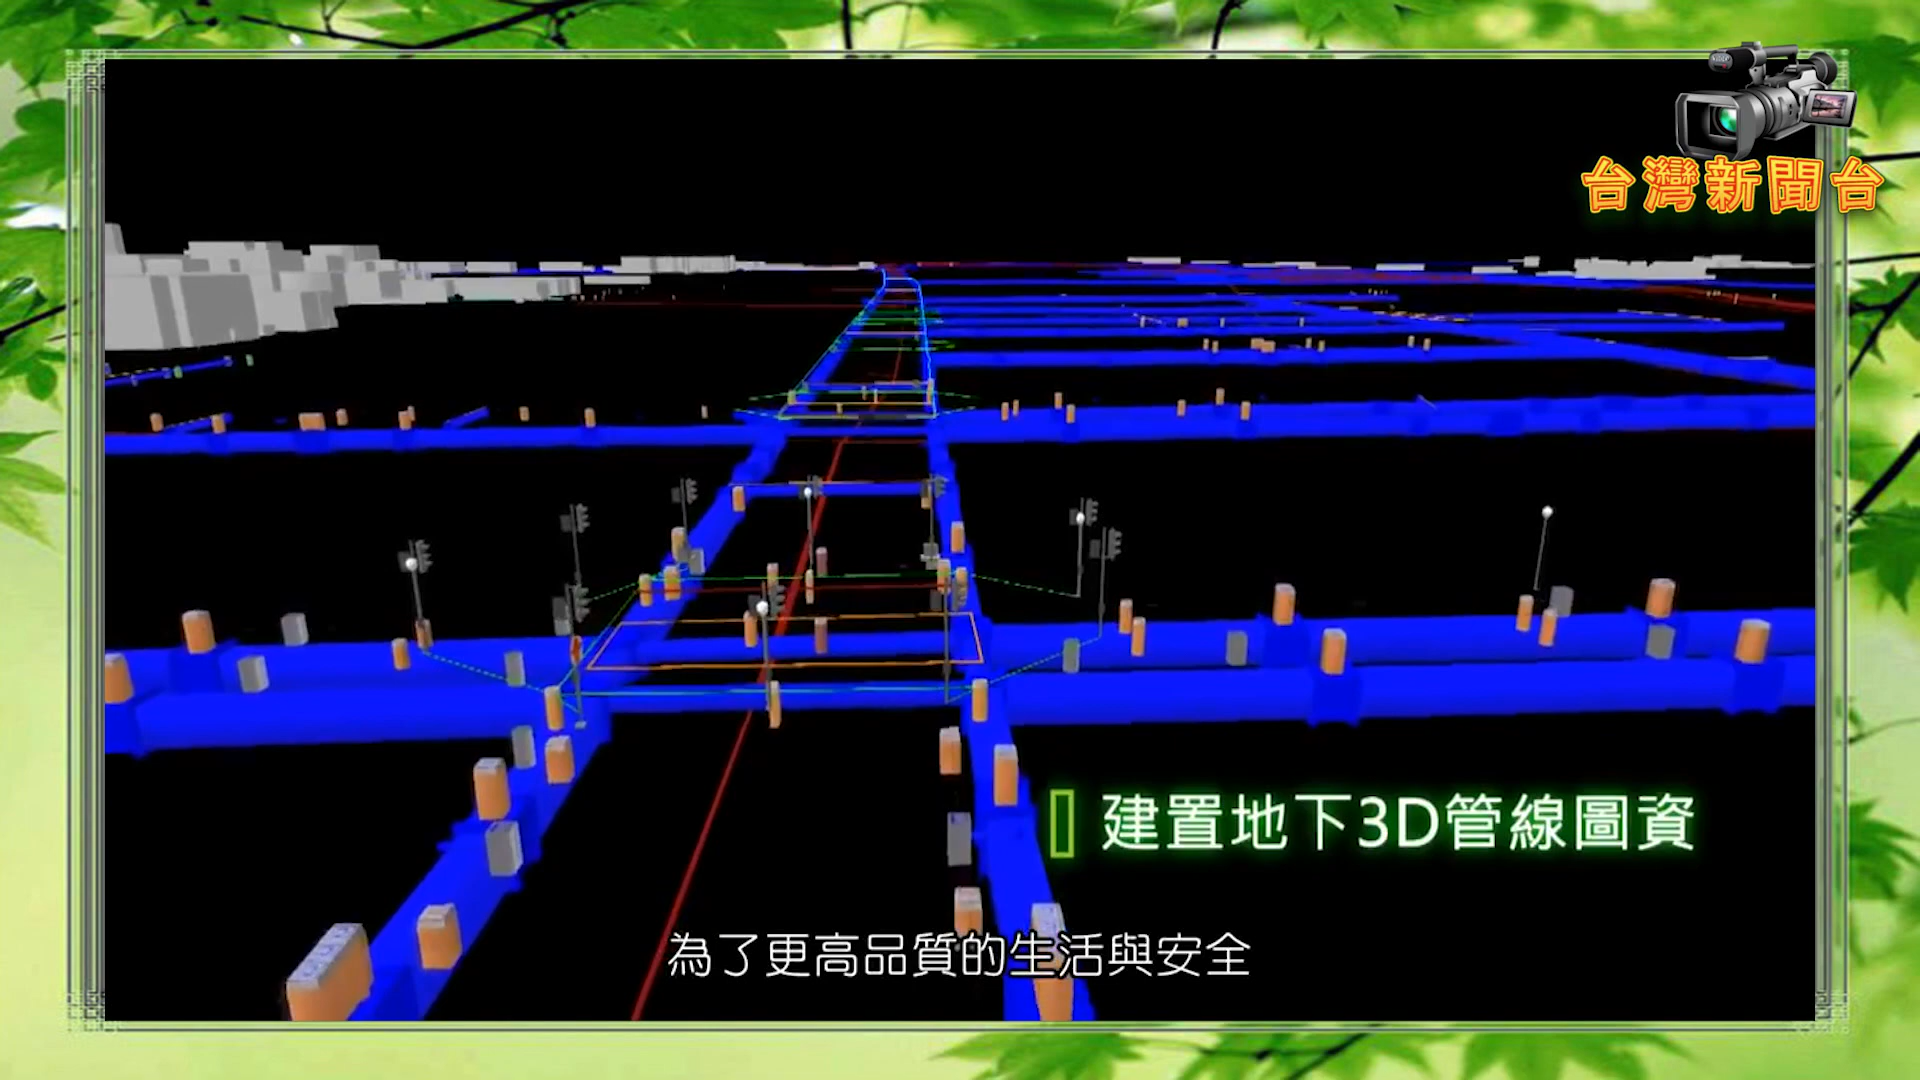 台灣新聞台
建置地下3D管線圖資
為了更高品質的生活與安全